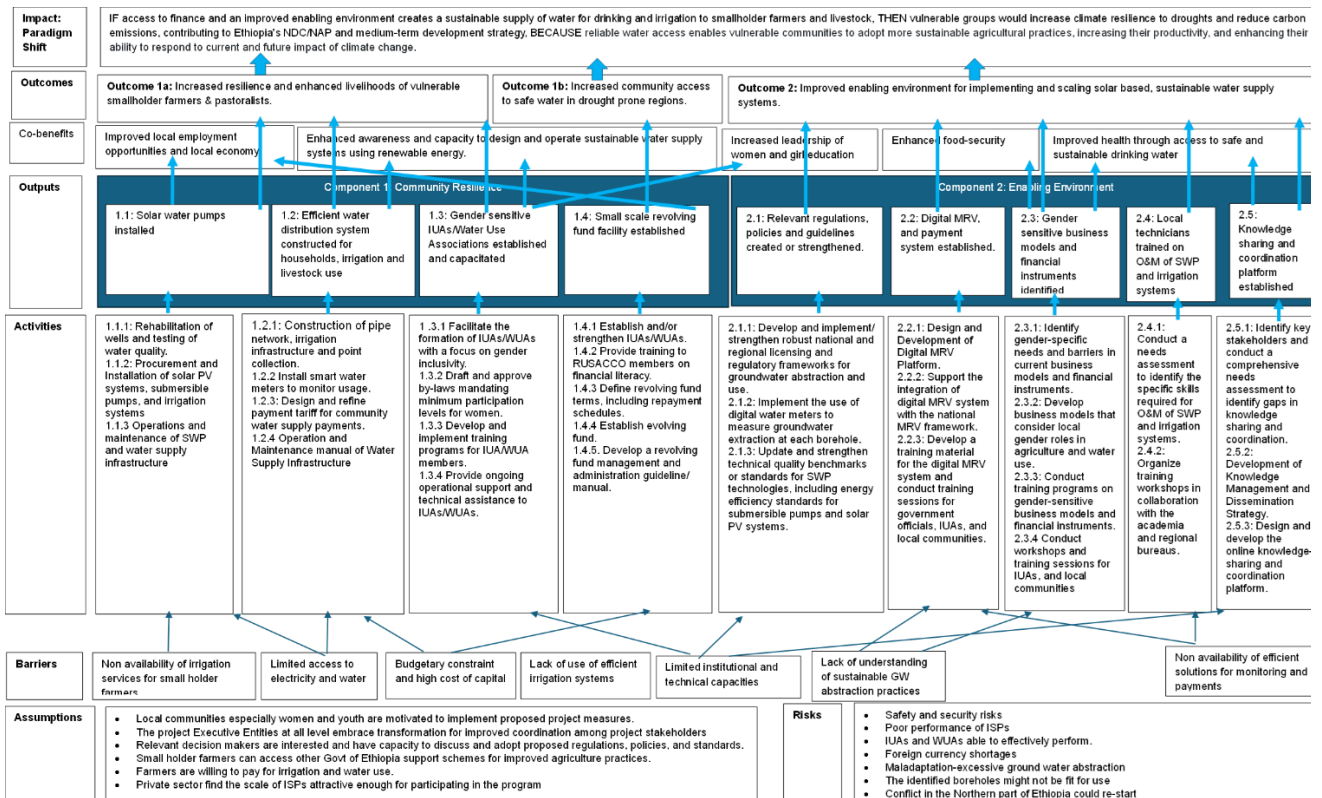 Impact:
Paradigm
Shift
IF access to finance and an improved enabling environment creates a sustainable supply of water for drinking and irrigation to smallholder farmers and livestock, THEN vulnerable groups would increase climate resilience to droughts and reduce carbon
emissions, contributing to Ethiopia's NDC/NAP and medium-term development strategy, BECAUSE reliable water access enables vulnerable communities to adopt more sustainable agricultural practices, increasing their productivity, and enhancing their
ability to respond to current and future impact of climate change.
Outcomes
Outcome 1a: Increased resilience and enhanced livelihoods of vulnerable
smallholder farmers & pastoralists.
Outcome 1b: Increased community access
to safe water in drought prone regions.
Outcome 2: Improved enabling environment for implementing and scaling solar based, sustainable water supply
systems.
Co-benefits
Improved local employment
opportunities and local economy
Enhanced awareness and capacity to design and operate sustainable water supply
systems using renewable energy.
Increased leadership of
women and girl education
Enhanced food-security
Improved health through access to safe and
sustainable drinking water
Outputs
Component 1: Community Resilience
Component 2: Enabling Environment
1.1: Solar water pumps
installed
1.2: Efficient water
distribution system
constructed for
households, irrigation and
livestock use
1.3: Gender sensitive
IUAs/Water Use
Associations established
and capacitated
1.4: Small scale revolving
fund facility established
2.1: Relevant regulations,
policies and guidelines
created or strengthened.
2.2: Digital MRV,
and payment
system established.
2.3: Gender
sensitive business
models and
financial
instruments
identified
2.4: Local
technicians
trained on
O&M of SWP
and irrigation
systems
2.5:
Knowledge
sharing and
coordination
platform
established
Activities
1.1.1: Rehabilitation of
wells and testing of
water quality.
1.1.2: Procurement and
Installation of solar PV
systems, submersible
pumps, and irrigation
systems
1.1.3 Operations and
maintenance of SWP
and water supply
infrastructure
1.2.1: Construction of pipe
network, irrigation
infrastructure and point
collection.
1.2.2 Install smart water
meters to monitor usage.
1.2.3: Design and refine
payment tariff for community
water supply payments.
1.2.4 Operation and
Maintenance manual of Water
Supply Infrastructure
1.3.1 Facilitate the
formation of IUAs/WUAs
with a focus on gender
inclusivity.
1.3.2 Draft and approve
by-laws mandating
minimum participation
levels for women.
1.3.3 Develop and
implement training
programs for IUA/WUA
members.
1.3.4 Provide ongoing
operational support and
technical assistance to
IUAs/WUAs.
1.4.1 Establish and/or
strengthen IUAs/WUAs.
1.4.2 Provide training to
RUSACCO members on
financial literacy.
1.4.3 Define revolving fund
terms, including repayment
schedules.
1.4.4 Establish evolving
fund.
1.4.5. Develop a revolving
fund management and
administration guideline/
manual.
2.1.1: Develop and implement/
strengthen robust national and
regional licensing and
regulatory frameworks for
groundwater abstraction and
use.
2.1.2: Implement the use of
digital water meters to
measure groundwater
extraction at each borehole.
2.1.3: Update and strengthen
technical quality benchmarks
or standards for SWP
technologies, including energy
efficiency standards for
submersible pumps and solar
PV systems.
2.2.1: Design and
Development of
Digital MRV
Platform.
2.2.2: Support the
integration of
digital MRV system
with the national
MRV framework.
2.2.3: Develop a
training material
for the digital MRV
system and
conduct training
sessions for
government
officials, IUAs, and
local communities.
2.3.1: Identify
gender-specific
needs and barriers in
current business
models and financial
instruments.
2.3.2: Develop
business models that
consider local
gender roles in
agriculture and
water use.
2.3.3: Conduct
training programs on
gender-sensitive
business models and
financial instruments.
2.3.4 Conduct
workshops and
training sessions for
IUAs, and local
communities
2.4.1:
Conduct a
needs
assessment
to identify the
specific skills
required for
O&M of SWP
and irrigation
systems.
2.4.2:
Organize
training
workshops in
collaboration
with the
academia
and regional
bureaus.
2.5.1: Identify key
stakeholders and
conduct a
comprehensive
needs
assessment to
identify gaps in
knowledge
sharing and
coordination.
2.5.2:
Development of
Knowledge
Management and
Dissemination
Strategy.
2.5.3: Design and
develop the
online knowledge-
sharing and
coordination
platform.
Barriers
Non availability of irrigation
services for small holder
farmers
Limited access to
electricity and water
Budgetary constraint
and high cost of capital
Lack of use of efficient
irrigation systems
Limited institutional and
technical capacities
Lack of understanding
of sustainable GW
abstraction practices
Non availability of efficient
solutions for monitoring and
payments
Assumptions
• Local communities especially women and youth are motivated to implement proposed project measures.
• The project Executive Entities at all level embrace transformation for improved coordination among project stakeholders
• Relevant decision makers are interested and have capacity to discuss and adopt proposed regulations, policies, and standards.
• Small holder farmers can access other Govt of Ethiopia support schemes for improved agriculture practices.
• Farmers are willing to pay for irrigation and water use.
• Private sector find the scale of ISPs attractive enough for participating in the program
Risks
• Safety and security risks
• Poor performance of ISPs
• IUAs and WUAs able to effectively perform.
• Foreign currency shortages
• Maladaptation-excessive ground water abstraction
• The identified boreholes might not be fit for use
• Conflict in the Northern part of Ethiopia could re-start